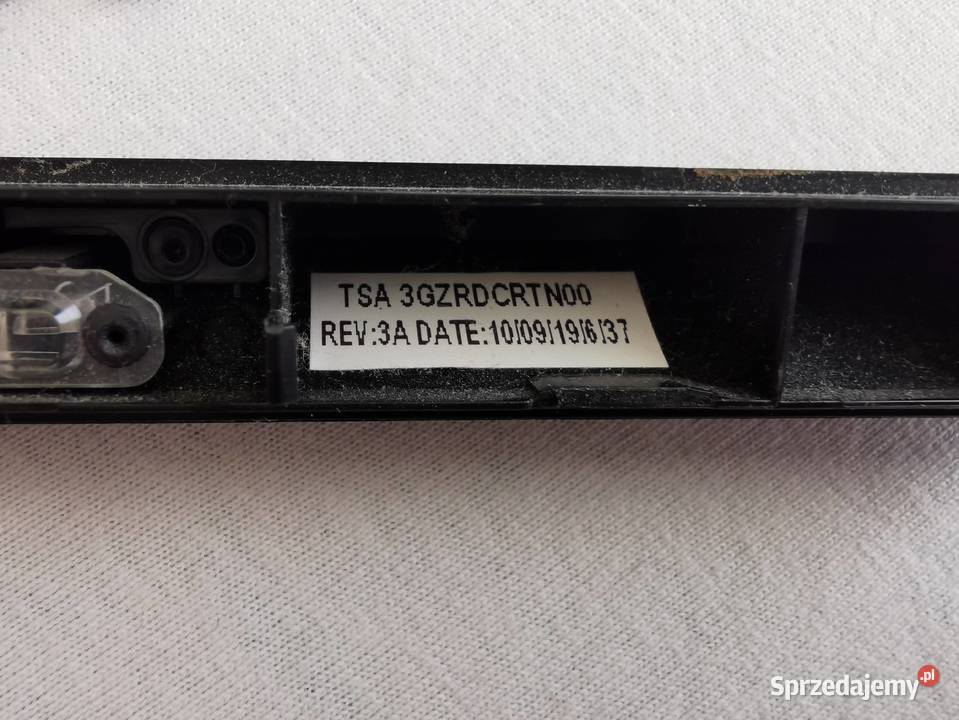 TSA 3GZRDCRTN00
REV:3A DATE:10/09/19/6/37
Sprzedajemy.pl